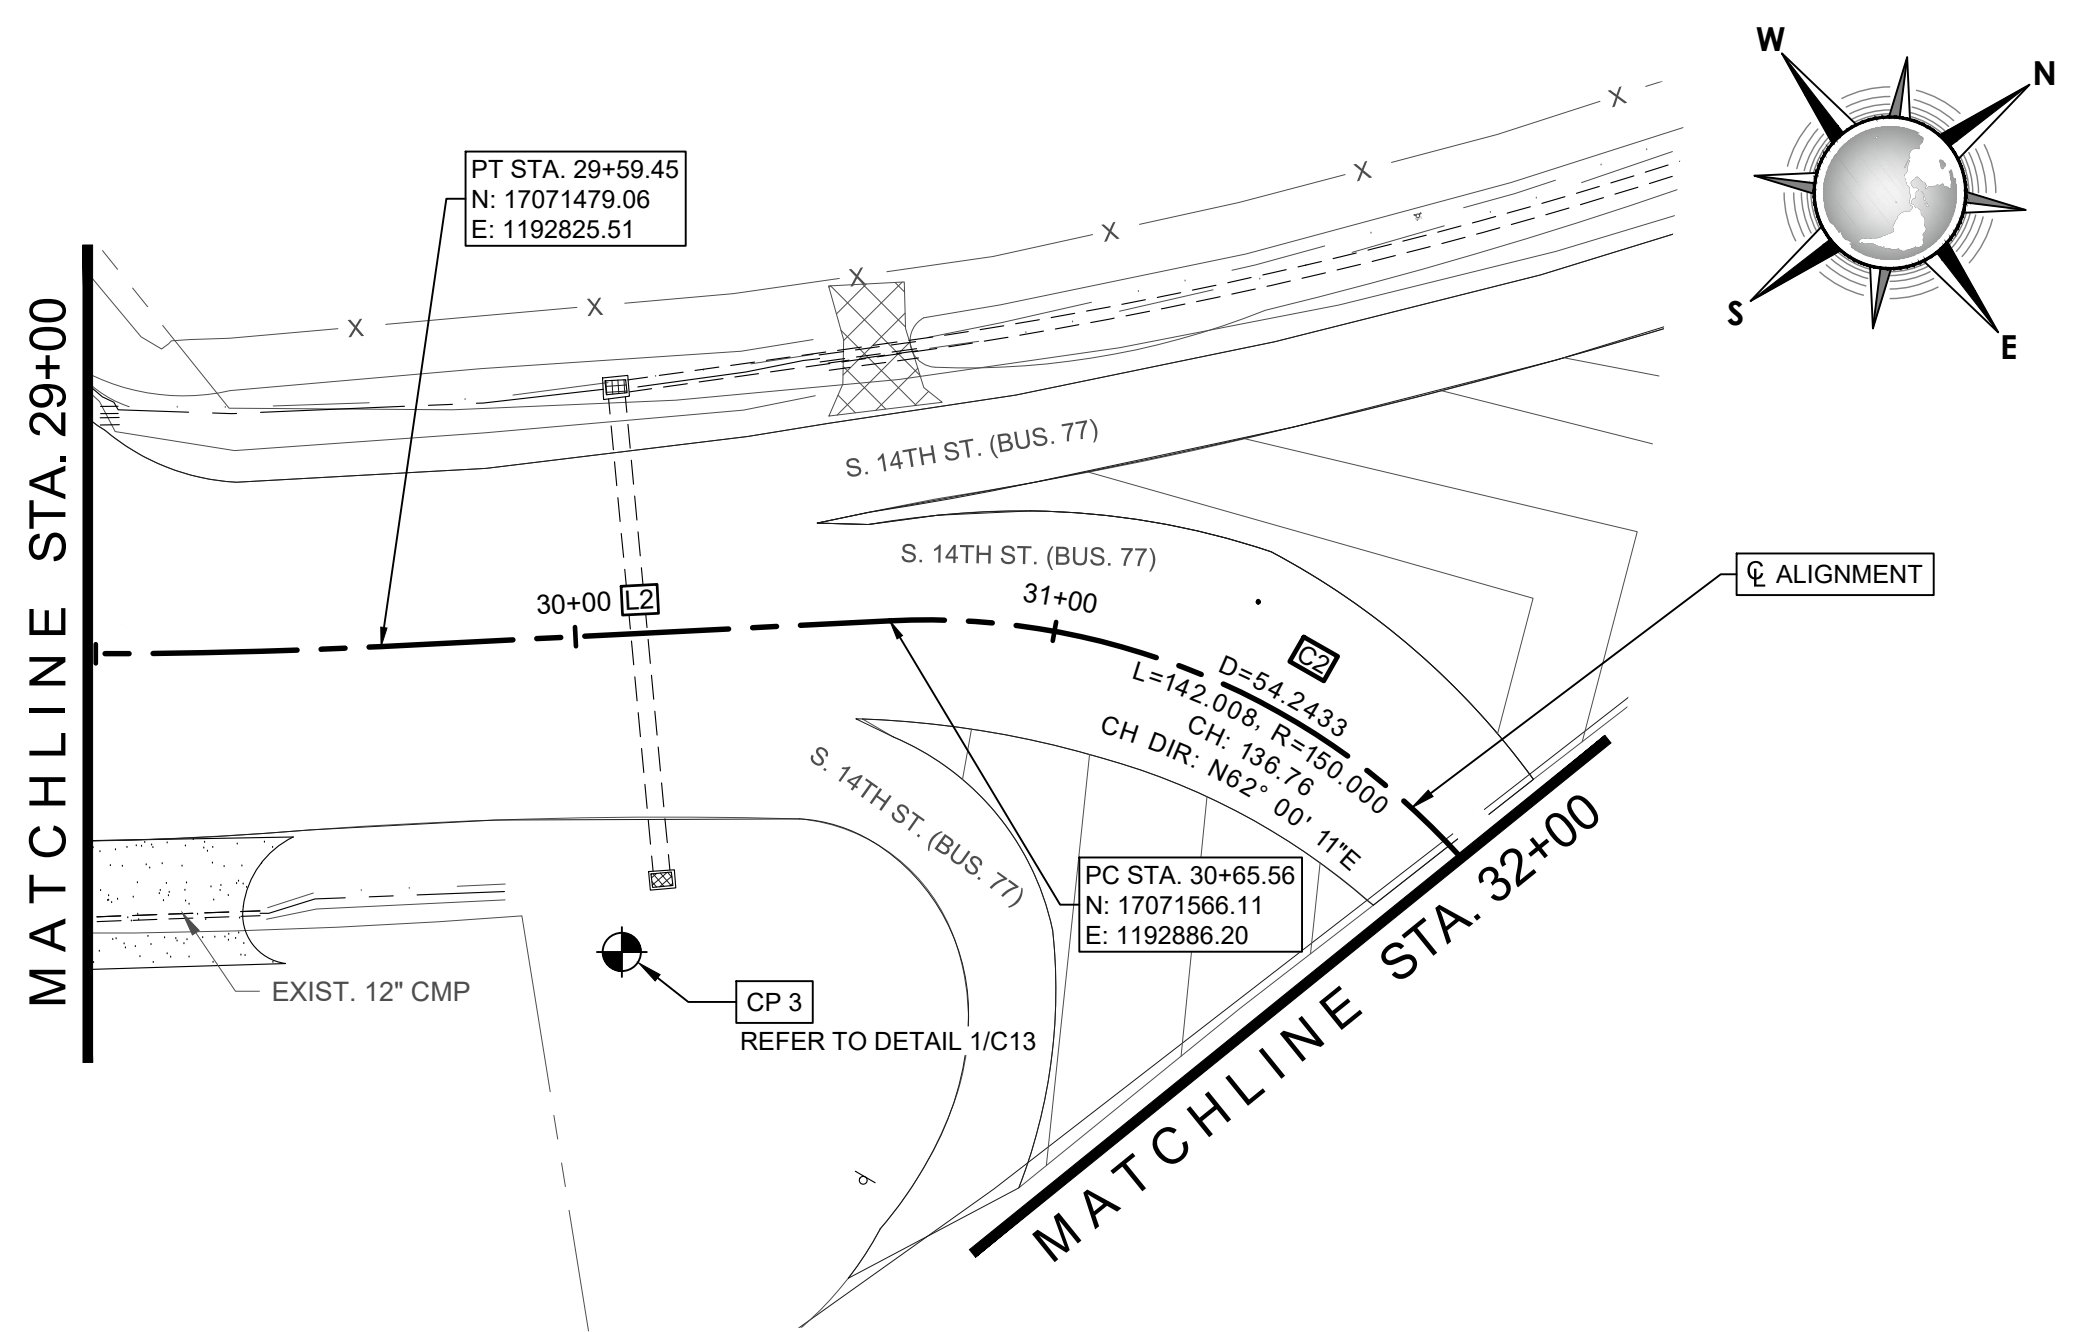 W
N
S
E
PT STA. 29+59.45
N: 17071479.06
E: 1192825.51
MATCHLINE STA. 29+00
X
X
X
X
X
X
S. 14TH ST. (BUS. 77)
S. 14TH ST. (BUS. 77)
℄ ALIGNMENT
30+00
L2
31+00
C2
D=54.2433
L=142.008, R=150.000
CH: 136.76
CH DIR: N62° 00' 11"E
S. 14TH ST. (BUS. 77)
PC STA. 30+65.56
N: 17071566.11
E: 1192886.20
MATCHLINE STA. 32+00
EXIST. 12" CMP
CP 3
REFER TO DETAIL 1/C13